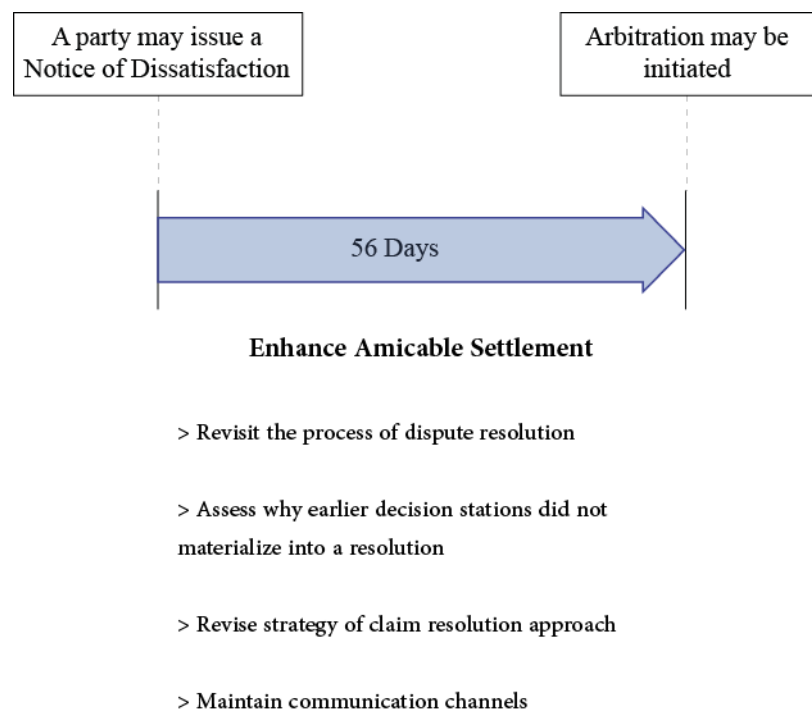 A party may issue a
Notice of Dissatisfaction
Arbitration may be
initiated
56 Days
Enhance Amicable Settlement
> Revisit the process of dispute resolution
> Assess why earlier decision stations did not
materialize into a resolution
> Revise strategy of claim resolution approach
> Maintain communication channels